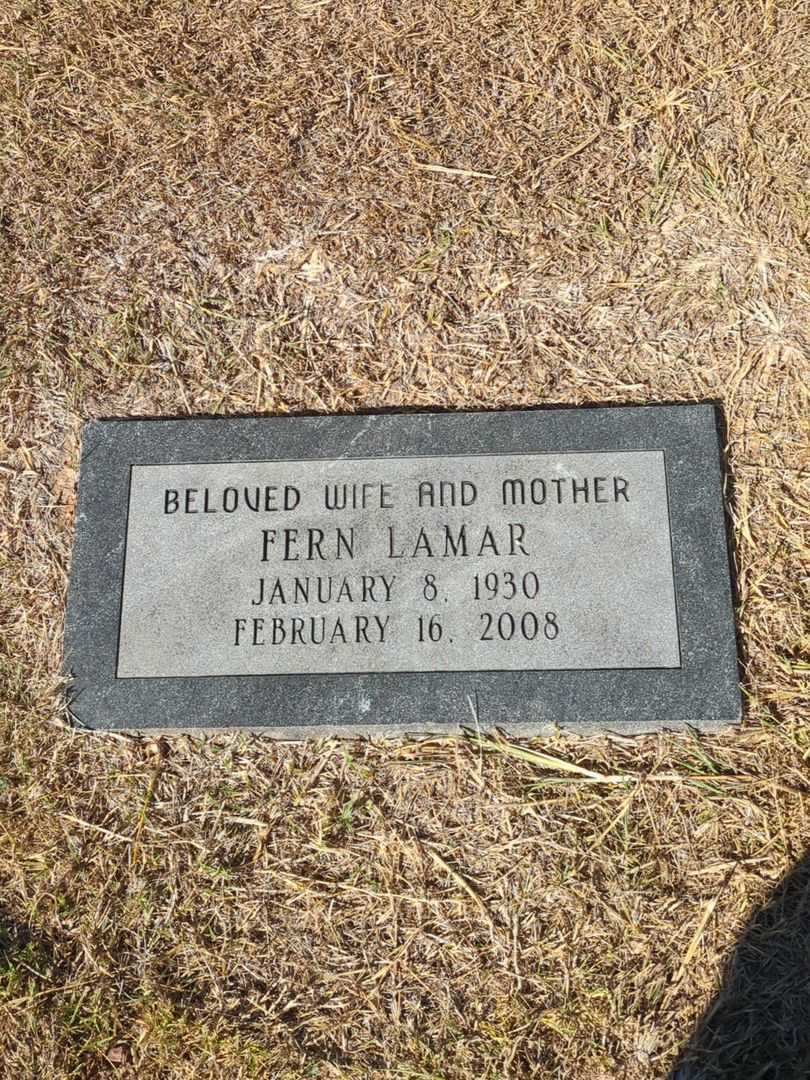 BELOVED WIFE AND MOTHER
FERN LAMAR
JANUARY 8, 1930
FEBRUARY 16, 2008